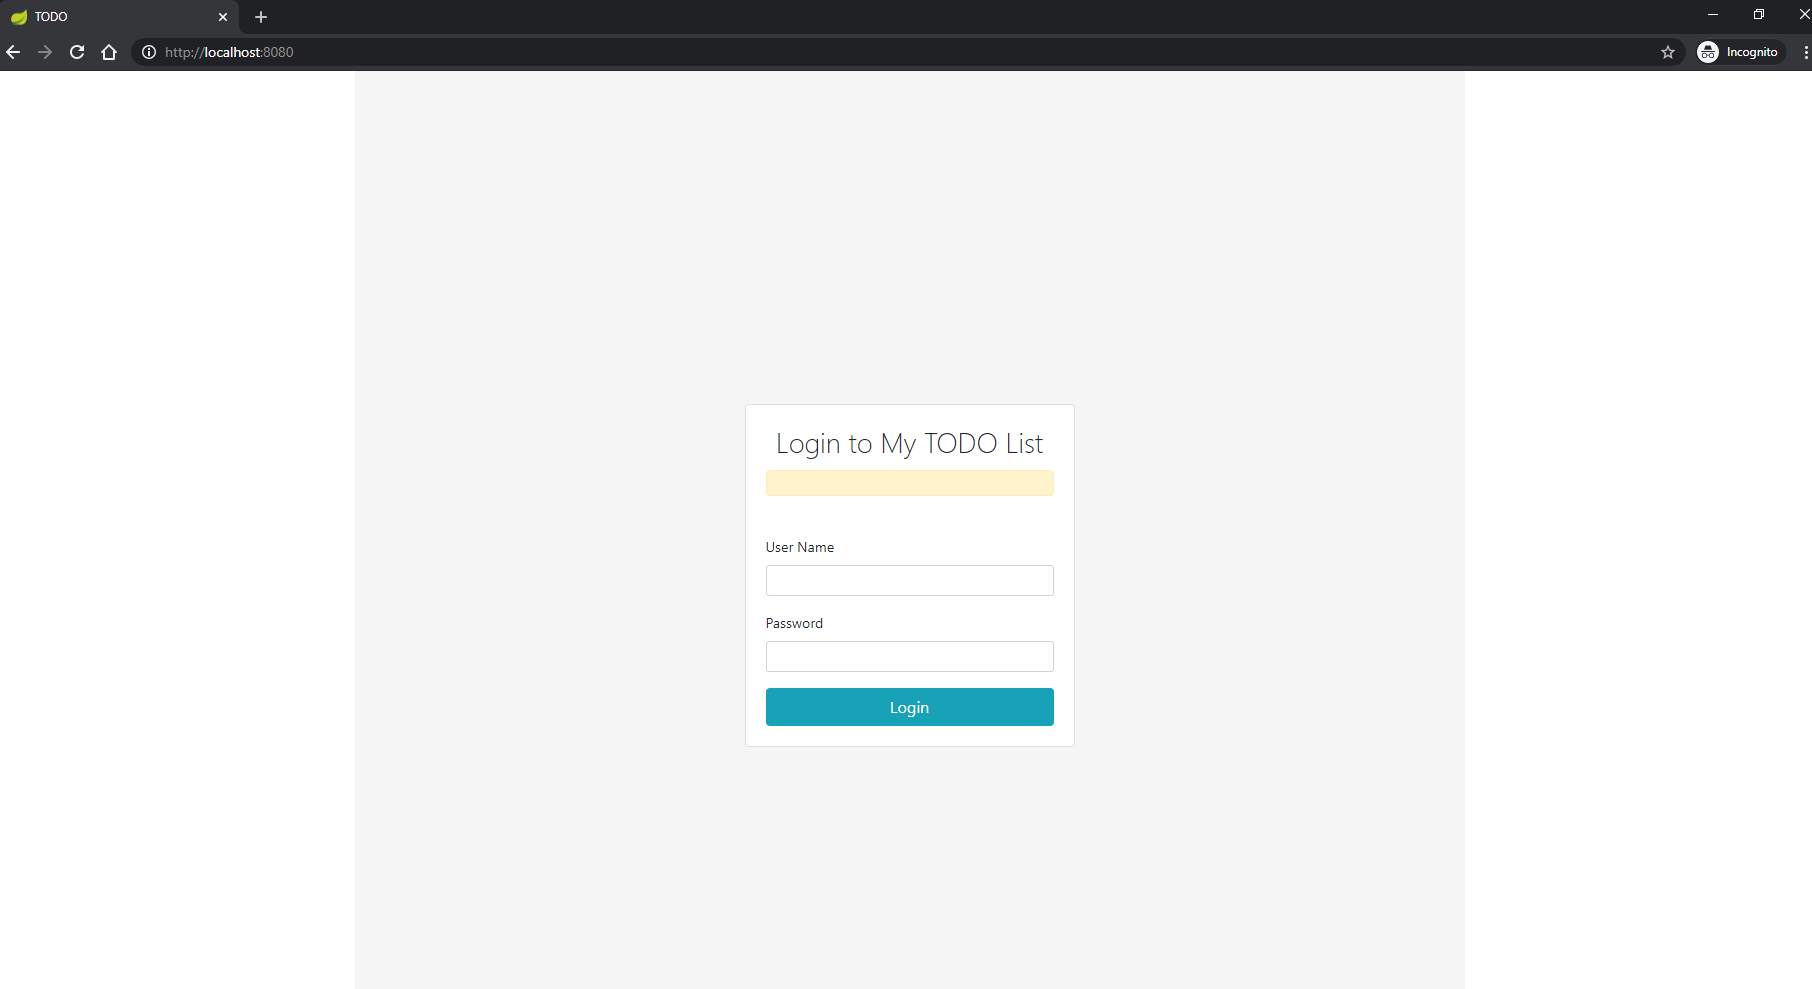 TODO
http://localhost:8080
Incognito
Login to My TODO List
User Name
Password
Login